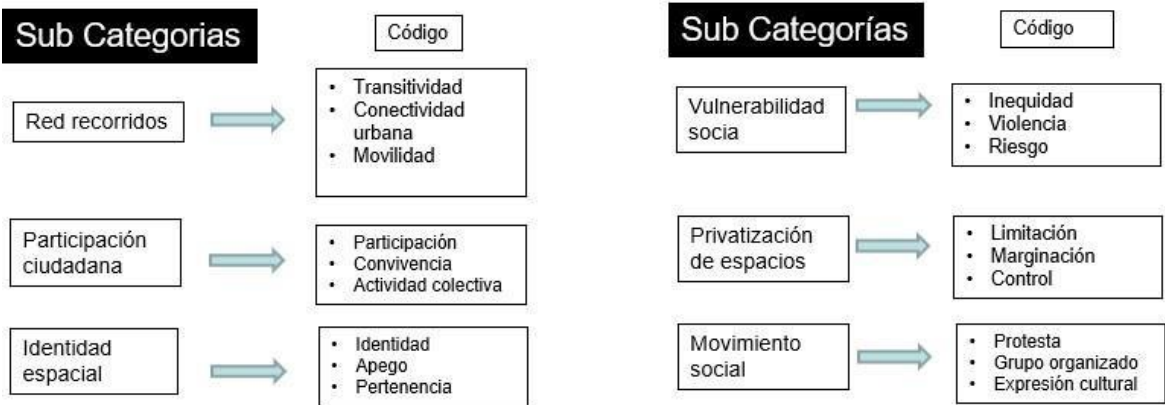 Sub Categorias
Código
Red recorridos
• Transitividad
• Conectividad
urbana
• Movilidad
Participación
ciudadana
• Participación
• Convivencia
• Actividad colectiva
Identidad
espacial
• Identidad
• Apego
• Pertenencia
Sub Categorías
Código
Vulnerabilidad
socia
• Inequidad
• Violencia
• Riesgo
Privatización
de espacios
• Limitación
• Marginación
• Control
Movimiento
social
• Protesta
• Grupo organizado
• Expresión cultural